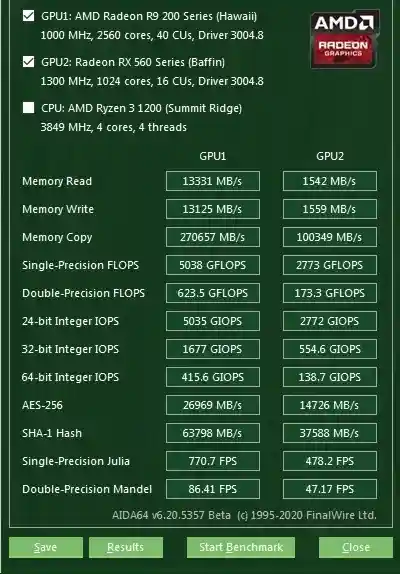 GPU1: AMD Radeon R9 200 Series (Hawaii)
1000 MHz, 2560 cores, 40 CUs, Driver 3004.8
AMD
RADEON
GRAPHICS
GPU2: Radeon RX 560 Series (Baffin)
1300 MHz, 1024 cores, 16 CUs, Driver 3004.8
CPU: AMD Ryzen 3 1200 (Summit Ridge)
3849 MHz, 4 cores, 4 threads
GPU1 GPU2
Memory Read 13331 MB/s 1542 MB/s
Memory Write 13125 MB/s 1559 MB/s
Memory Copy 270657 MB/s 100349 MB/s
Single-Precision FLOPS 5038 GFLOPS 2773 GFLOPS
Double-Precision FLOPS 623.5 GFLOPS 173.3 GFLOPS
24-bit Integer IOPS 5035 GIOPS 2772 GIOPS
32-bit Integer IOPS 1677 GIOPS 554.6 GIOPS
64-bit Integer IOPS 415.6 GIOPS 138.7 GIOPS
AES-256 26969 MB/s 14726 MB/s
SHA-1 Hash 63798 MB/s 37588 MB/s
Single-Precision Julia 770.7 FPS 478.2 FPS
Double-Precision Mandel 86.41 FPS 47.17 FPS
AIDA64 v6.20.5357 Beta (c) 1995-2020 FinalWire Ltd.
Save Results Start Benchmark Close